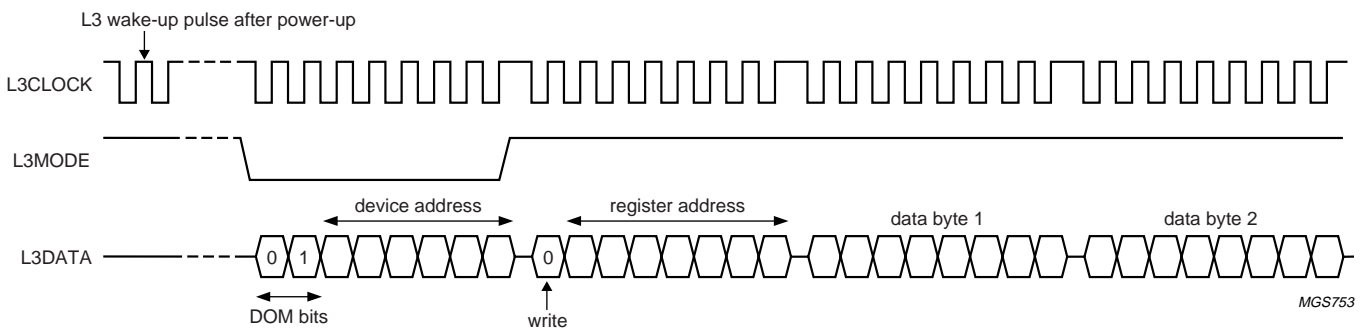 L3 wake-up pulse after power-up
L3CLOCK
L3MODE
device address
register address
data byte 1
data byte 2
L3DATA
0 1
0
DOM bits
write
MGS753